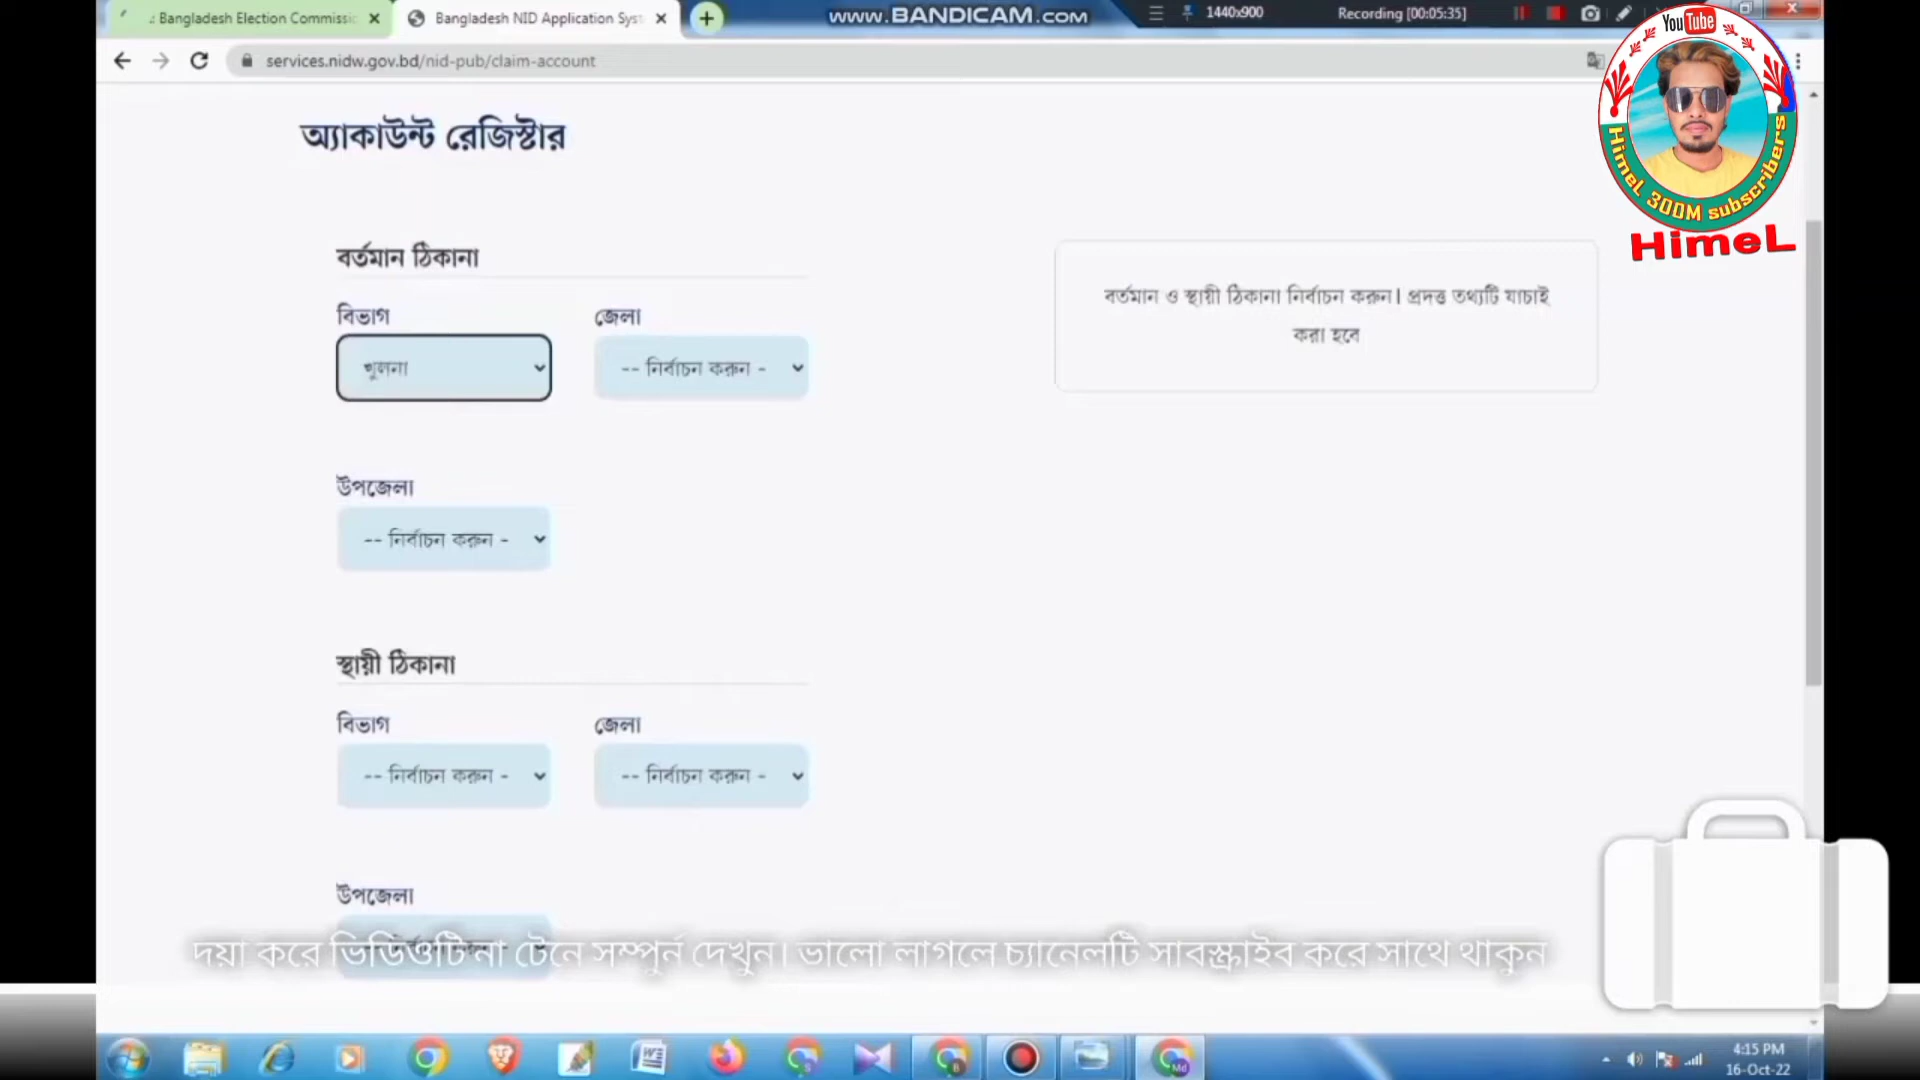 : Bangladesh Election Commissic
Bangladesh NID Application Syst
www.BANDICAM.com
1440x900
Recording [00:05:35]
services.nidw.gov.bd/nid-pub/claim-account
You Tube
HimeL 300M subscribers
HimeL
অ্যাকাউন্ট রেজিস্টার
বর্তমান ঠিকানা
বিভাগ
জেলা
খুলনা
-- নির্বাচন করুন -
বর্তমান ও স্থায়ী ঠিকানা নির্বাচন করুন। প্রদত্ত তথ্যটি যাচাই
করা হবে
উপজেলা
-- নির্বাচন করুন -
স্থায়ী ঠিকানা
বিভাগ
জেলা
-- নির্বাচন করুন -
-- নির্বাচন করুন -
উপজেলা
দয়া করে ভিডিওটি না টেনে সম্পুর্ন দেখুন। ভালো লাগলে চ্যানেলটি সাবস্ক্রাইব করে সাথে থাকুন
4:15 PM
16-Oct-22